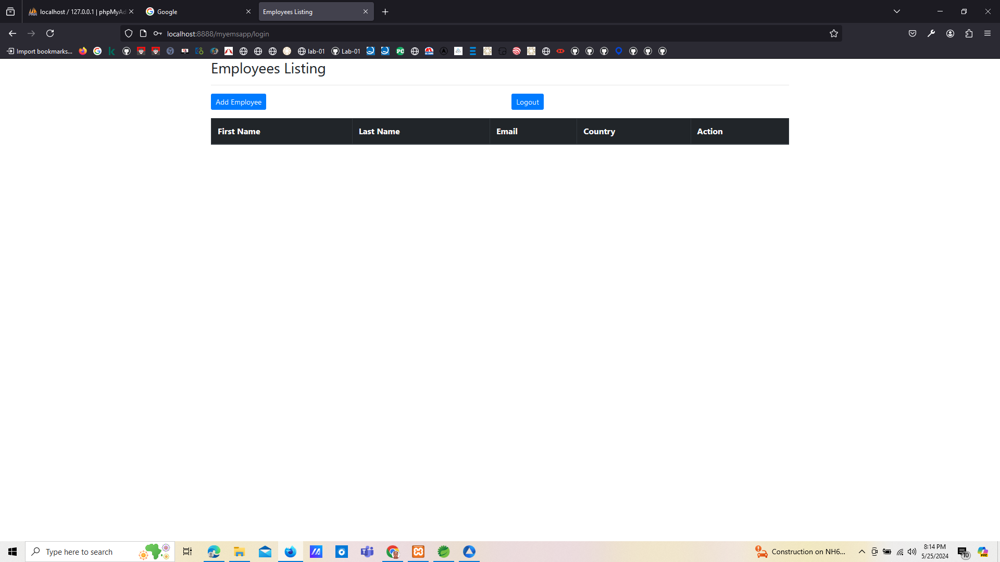 localhost / 127.0.0.1 | phpMyAd
Google
Employees Listing
localhost:8888/myemsapp/login
Import bookmarks...
lab-01
Lab-01
PC
Employees Listing
Add Employee
Logout
First Name Last Name Email Country Action
Type here to search
Construction on NH6...
8:14 PM
5/25/2024
10
PRE